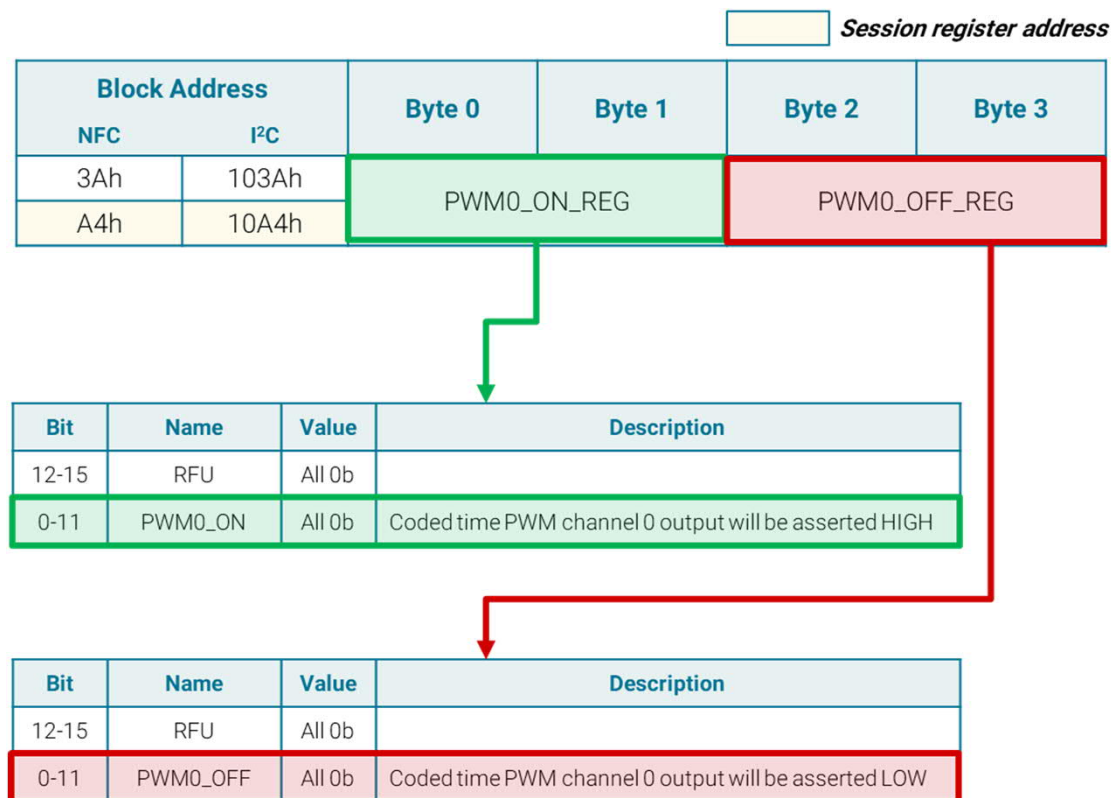 Session register address
Block Address Byte 0 Byte 1 Byte 2 Byte 3
NFC I²C
3Ah 103Ah PWM0_ON_REG PWM0_OFF_REG
A4h 10A4h
Bit Name Value Description
12-15 RFU All 0b
0-11 PWM0_ON All 0b Coded time PWM channel 0 output will be asserted HIGH
Bit Name Value Description
12-15 RFU All 0b
0-11 PWM0_OFF All 0b Coded time PWM channel 0 output will be asserted LOW